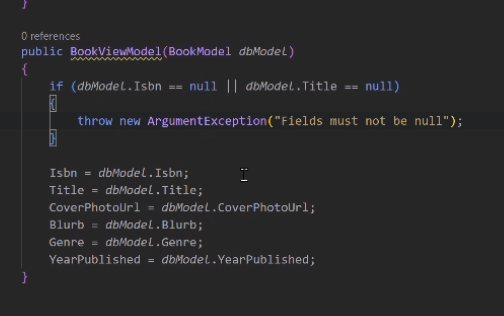 }
0 references
public BookViewModel(BookModel dbModel)
{
if (dbModel.Isbn == null || dbModel.Title == null)
{
throw new ArgumentException("Fields must not be null");
}
Isbn = dbModel.Isbn;
Title = dbModel.Title;
CoverPhotoUrl = dbModel.CoverPhotoUrl;
Blurb = dbModel.Blurb;
Genre = dbModel.Genre;
YearPublished = dbModel.YearPublished;
}